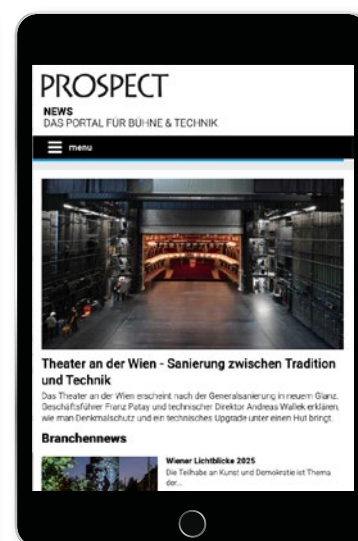 PROSPECT
NEWS
DAS PORTAL FÜR BÜHNE & TECHNIK
menu
Theater an der Wien - Sanierung zwischen Tradition
und Technik
Das Theater an der Wien erscheint nach der Generalsanierung in neuem Glanz.
Geschäftsführer Franz Patay und technischer Direktor Andreas Wallek erklären,
wie man Denkmalschutz und ein technisches Upgrade unter einen Hut bringt.
Branchennews
Wiener Lichtblicke 2025
Die Teilhabe an Kunst und Demokratie ist Thema
der...